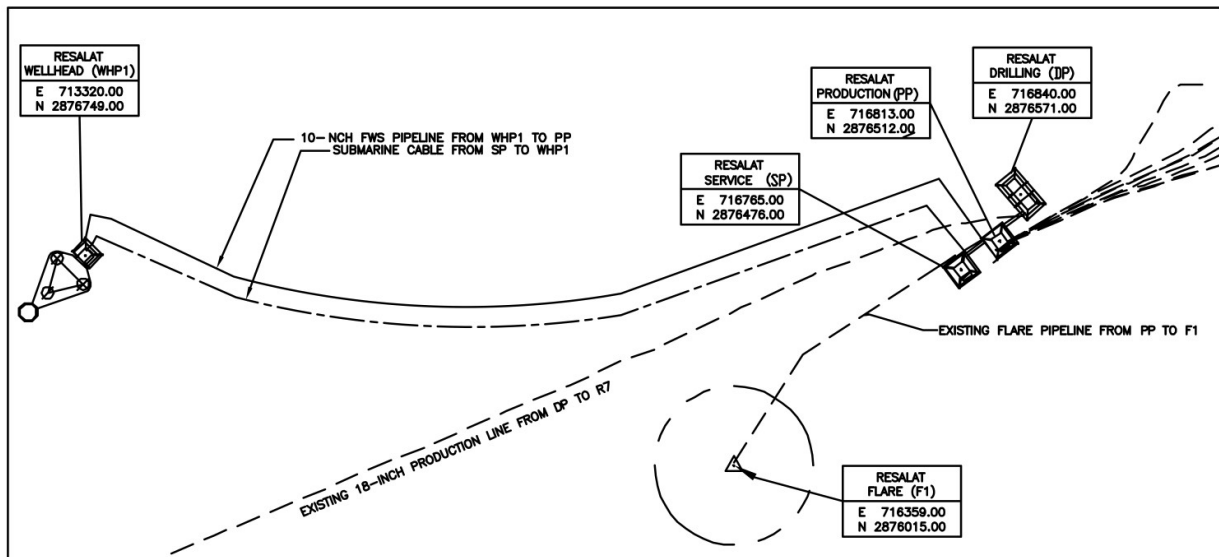 RESALAT
WELLHEAD (WHP1)
E 713320.00
N 2876749.00
RESALAT
DRILLING (DP)
E 716840.00
N 2876571.00
RESALAT
PRODUCTION (PP)
E 716813.00
N 2876512.00
10-NCH FWS PIPELINE FROM WHP1 TO PP
SUBMARINE CABLE FROM SP TO WHP1
RESALAT
SERVICE (SP)
E 716765.00
N 2876476.00
EXISTING FLARE PIPELINE FROM PP TO F1
EXISTING 18-INCH PRODUCTION LINE FROM DP TO R7
RESALAT
FLARE (F1)
E 716359.00
N 2876015.00